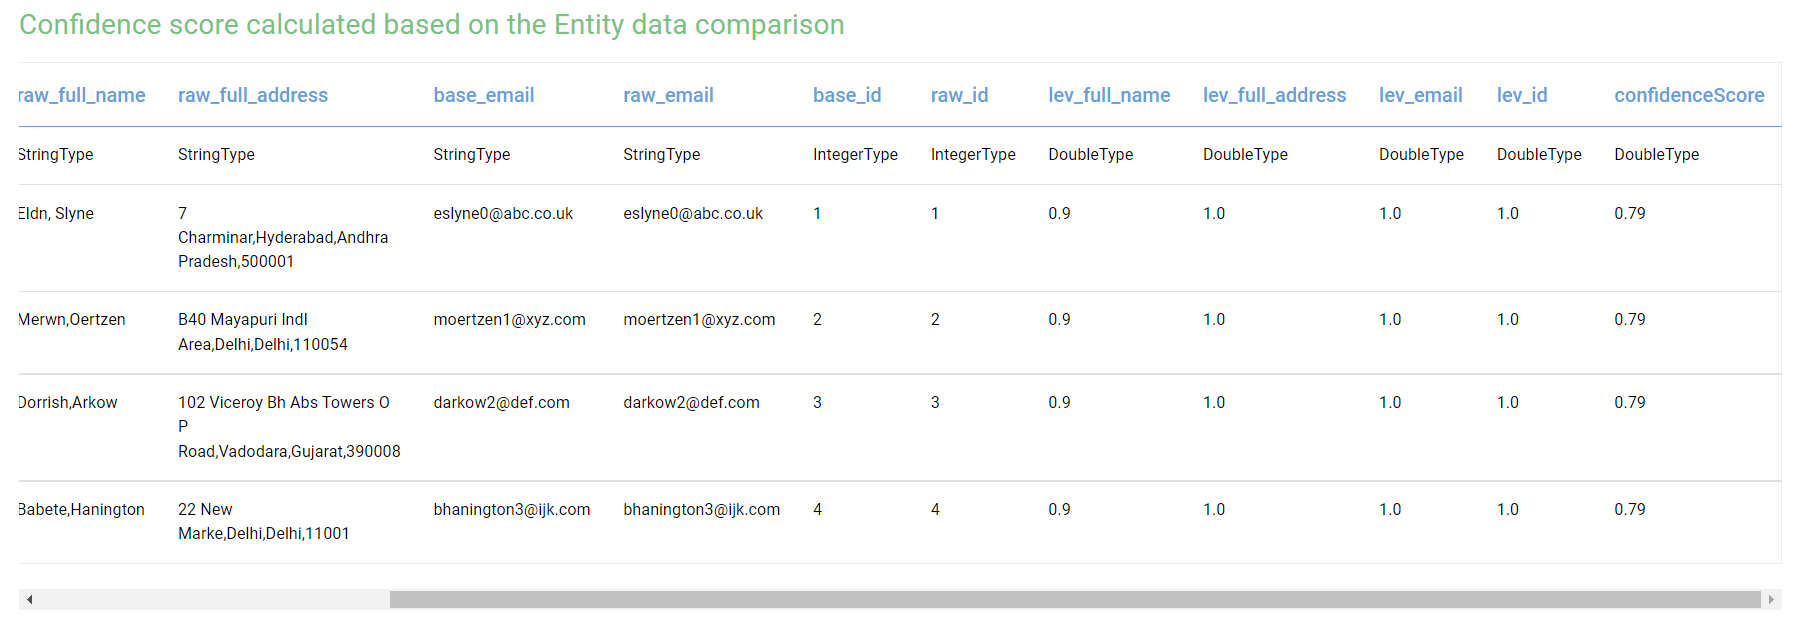 Confidence score calculated based on the Entity data comparison
raw_full_name raw_full_address base_email raw_email base_id raw_id lev_full_name lev_full_address lev_email lev_id confidenceScore
StringType StringType StringType StringType IntegerType IntegerType DoubleType DoubleType DoubleType DoubleType DoubleType
Eldn, Slyne 7 eslyne0@abc.co.uk eslyne0@abc.co.uk 1 1 0.9 1.0 1.0 1.0 0.79
Charminar,Hyderabad,Andhra
Pradesh,500001
Merwn,Oertzen B40 Mayapuri Indl moertzen1@xyz.com moertzen1@xyz.com 2 2 0.9 1.0 1.0 1.0 0.79
Area,Delhi,Delhi,110054
Dorrish,Arkow 102 Viceroy Bh Abs Towers O darkow2@def.com darkow2@def.com 3 3 0.9 1.0 1.0 1.0 0.79
P
Road,Vadodara,Gujarat,390008
Babete,Hanington 22 New bhanington3@ijk.com bhanington3@ijk.com 4 4 0.9 1.0 1.0 1.0 0.79
Marke,Delhi,Delhi,11001